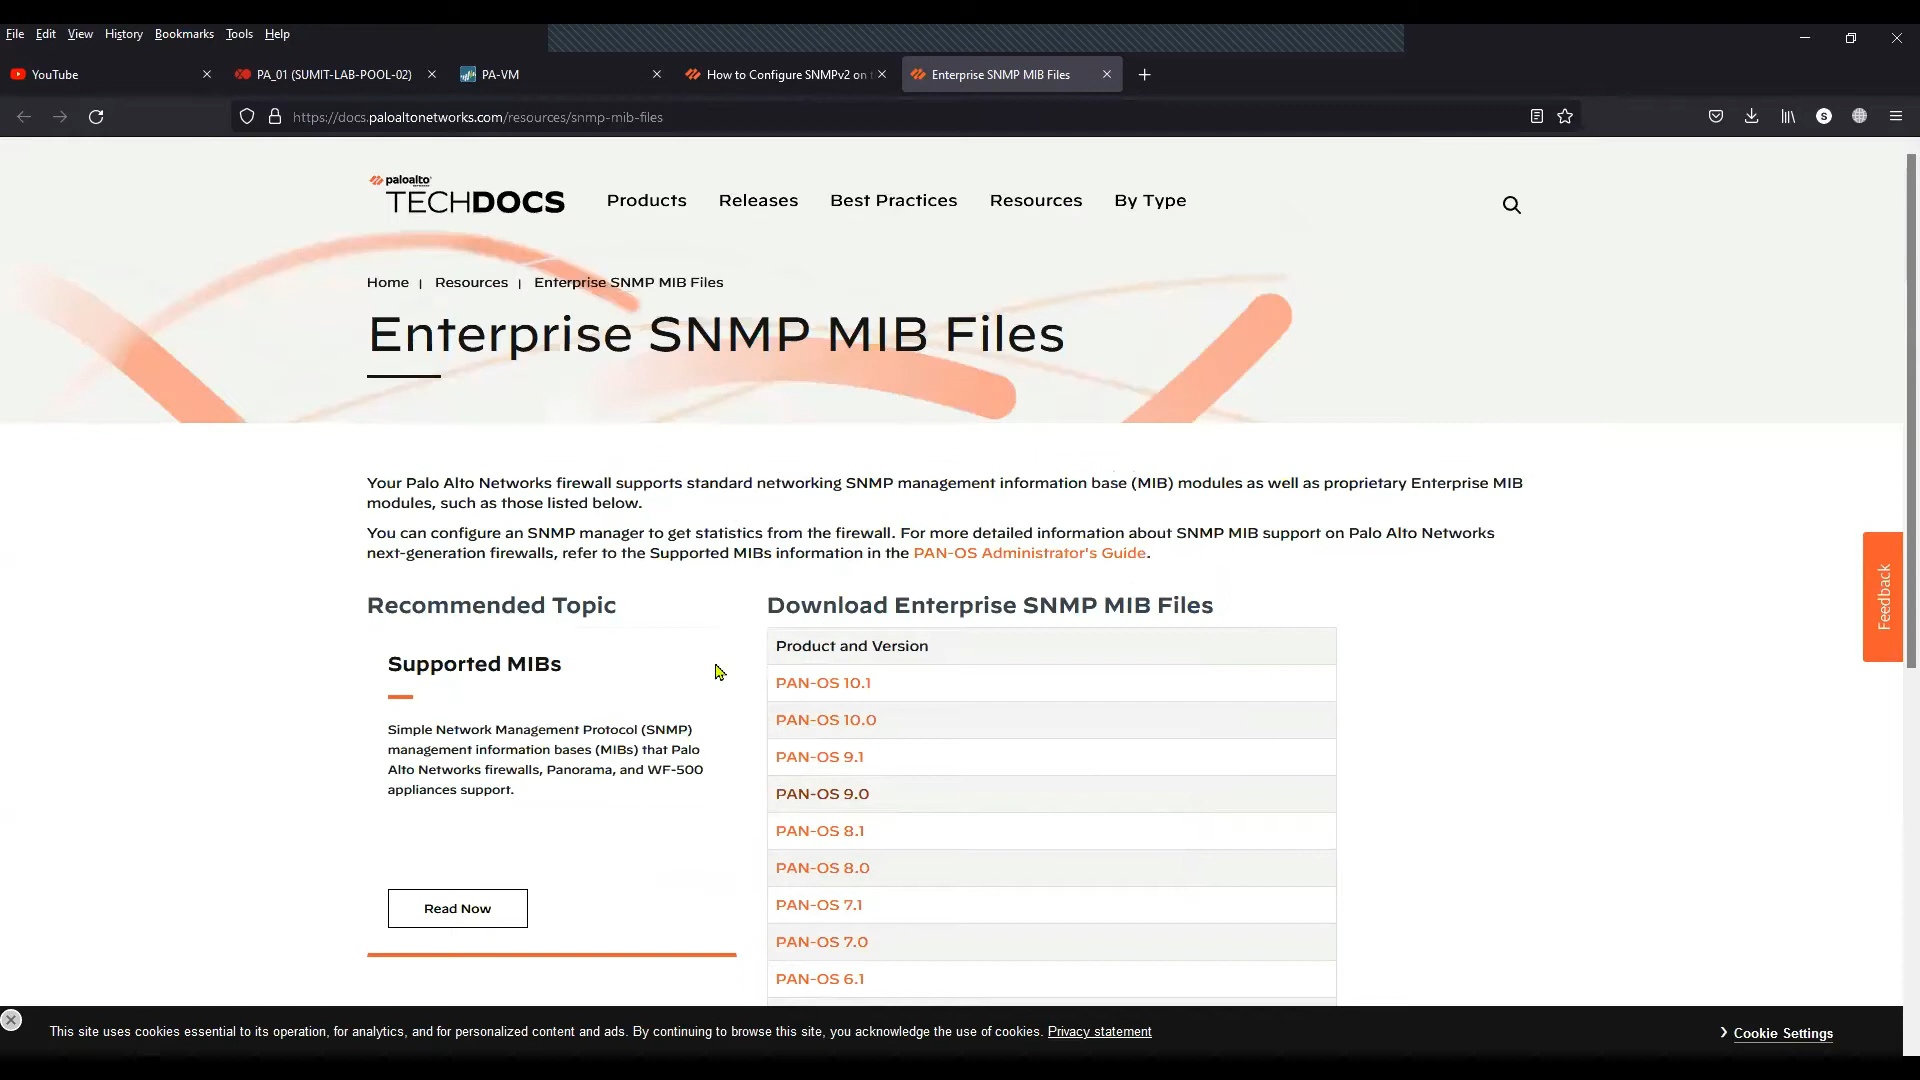 File Edit View History Bookmarks Tools Help
YouTube
PA_01 (SUMIT-LAB-POOL-02)
PA-VM
How to Configure SNMPv2 on
Enterprise SNMP MIB Files
https://docs.paloaltonetworks.com/resources/snmp-mib-files
S
paloalto
TECHDOCS
Products Releases Best Practices Resources By Type
Home | Resources | Enterprise SNMP MIB Files
Enterprise SNMP MIB Files
Your Palo Alto Networks firewall supports standard networking SNMP management information base (MIB) modules as well as proprietary Enterprise MIB
modules, such as those listed below.
You can configure an SNMP manager to get statistics from the firewall. For more detailed information about SNMP MIB support on Palo Alto Networks
next-generation firewalls, refer to the Supported MIBs information in the PAN-OS Administrator's Guide.
Feedback
Recommended Topic
Supported MIBs
Simple Network Management Protocol (SNMP)
management information bases (MIBs) that Palo
Alto Networks firewalls, Panorama, and WF-500
appliances support.
Read Now
Download Enterprise SNMP MIB Files
Product and Version
PAN-OS 10.1
PAN-OS 10.0
PAN-OS 9.1
PAN-OS 9.0
PAN-OS 8.1
PAN-OS 8.0
PAN-OS 7.1
PAN-OS 7.0
PAN-OS 6.1
This site uses cookies essential to its operation, for analytics, and for personalized content and ads. By continuing to browse this site, you acknowledge the use of cookies. Privacy statement
Cookie Settings